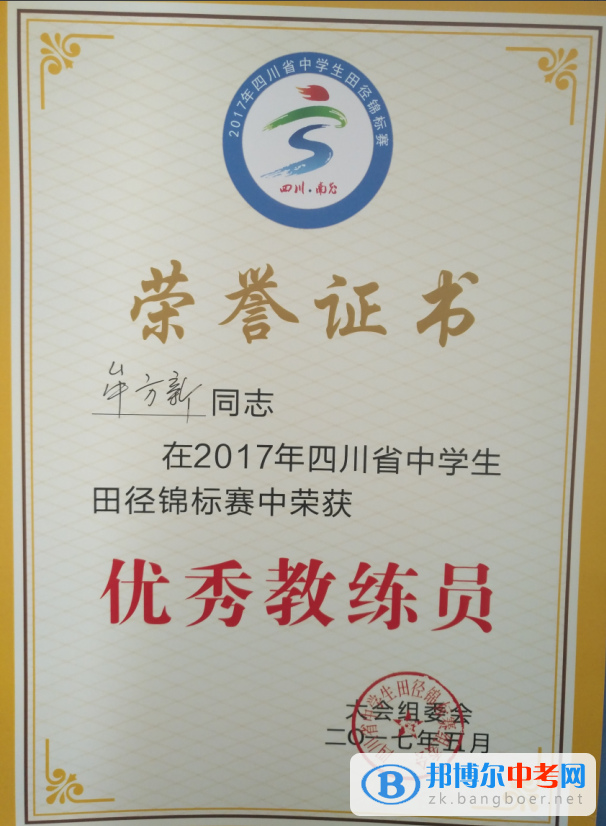 2017年四川省中学生田径锦标赛
四川·南充
荣誉证书
牟方新同志
在2017年四川省中学生
田径锦标赛中荣获
优秀教练员
大会组委会
二〇一七年五月
邦博尔中考网
zk.bangboer.net